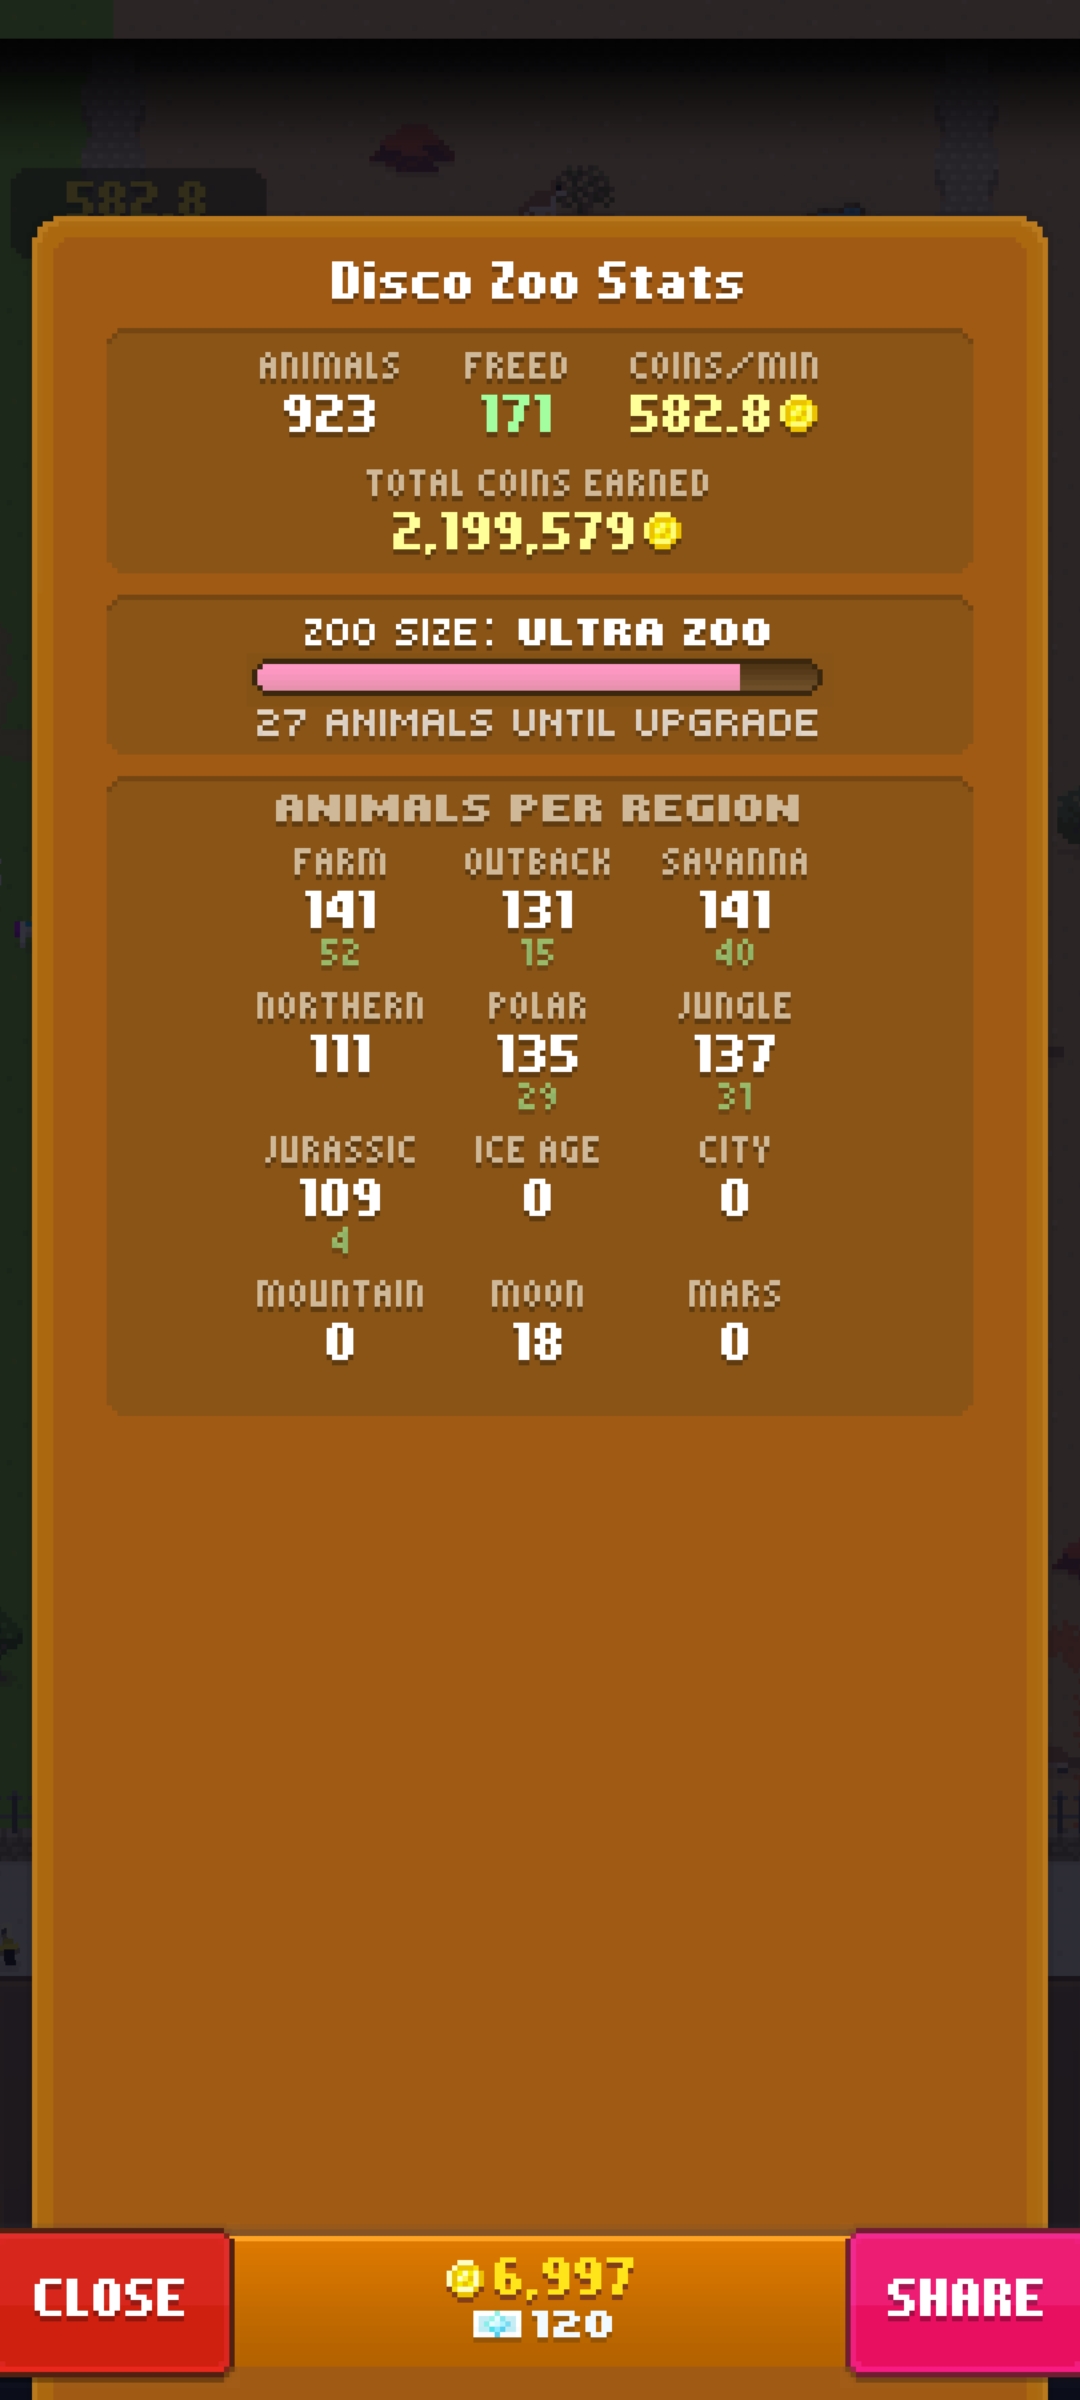 582.8
Disco Zoo Stats
ANIMALS FREED COINS/MIN
923 171 582.8
TOTAL COINS EARNED
2,199,579
ZOO SIZE: ULTRA ZOO
27 ANIMALS UNTIL UPGRADE
ANIMALS PER REGION
FARM OUTBACK SAVANNA
141 131 141
52 15 40
NORTHERN POLAR JUNGLE
111 135 137
29 31
JURASSIC ICE AGE CITY
109 0 0
4
MOUNTAIN MOON MARS
0 18 0
CLOSE
6,997
120
SHARE